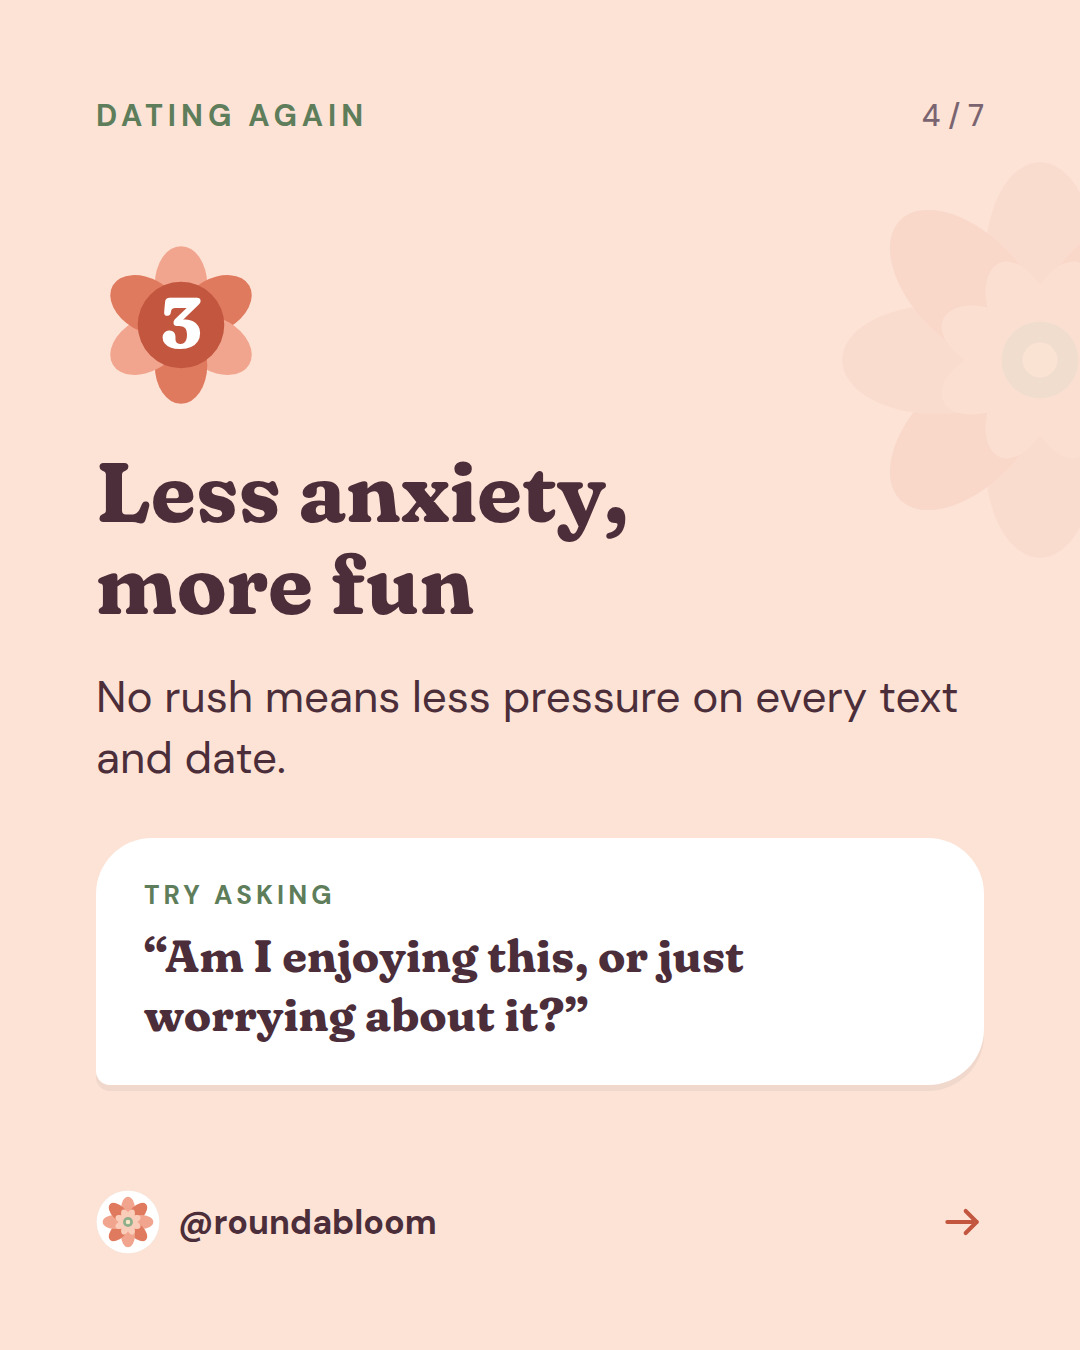 DATING AGAIN
4 / 7
3
Less anxiety,
more fun
No rush means less pressure on every text
and date.
TRY ASKING
“Am I enjoying this, or just
worrying about it?”
@roundabloom
→